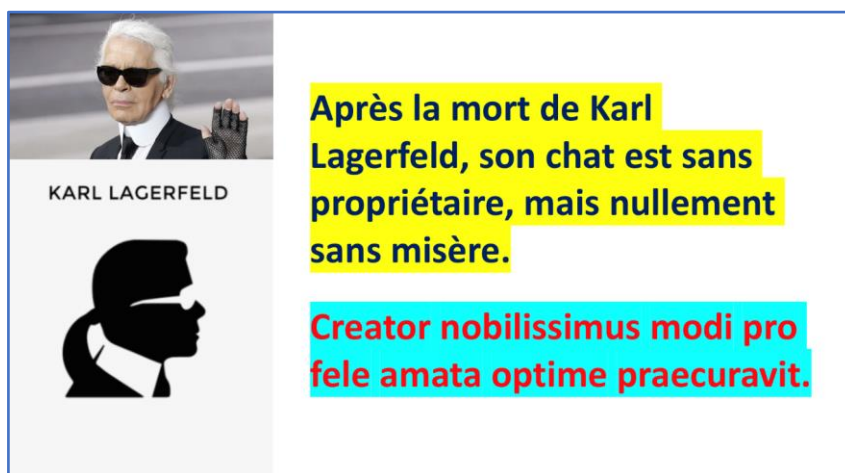 KARL LAGERFELD
Après la mort de Karl
Lagerfeld, son chat est sans
propriétaire, mais nullement
sans misère.
Creator nobilissimus modi pro
fele amata optime praecuravit.